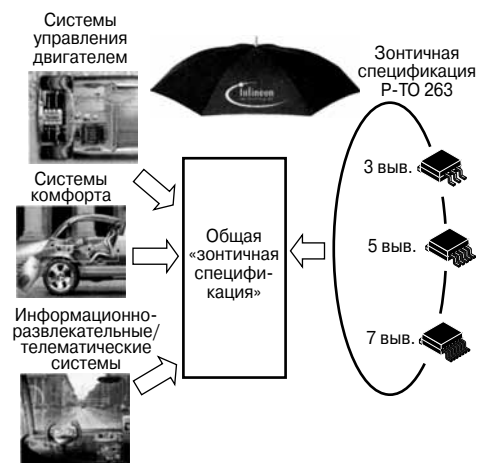 Системы
управления
двигателем
Infineon
Зонтичная
спецификация
Р-ТО 263
3 выв.
Системы
комфорта
Общая
«зонтичная
специфи-
кация»
5 выв.
Информационно-
развлекательные/
телематические
системы
7 выв.